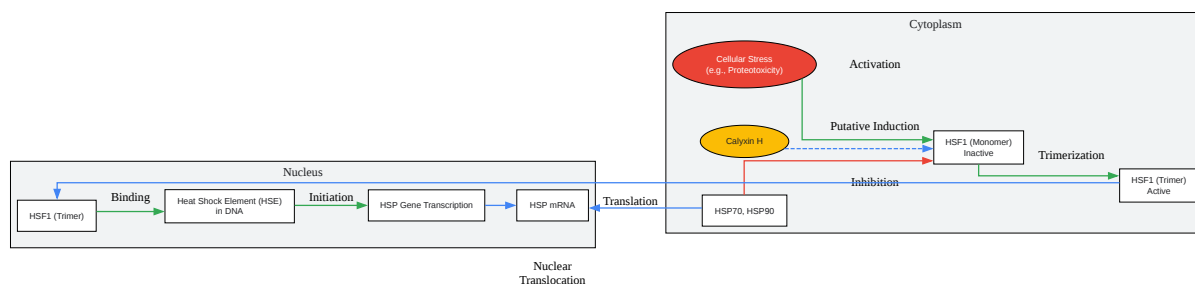 Cytoplasm
Cellular Stress
(e.g., Proteotoxicity)
Activation
Putative Induction
Calyxin H
HSF1 (Monomer)
Inactive
Trimerization
Nucleus
HSF1 (Trimer)
Active
Inhibition
Binding
Heat Shock Element (HSE)
in DNA
Initiation
HSP Gene Transcription
HSP mRNA
Translation
HSP70, HSP90
HSF1 (Trimer)
Nuclear
Translocation